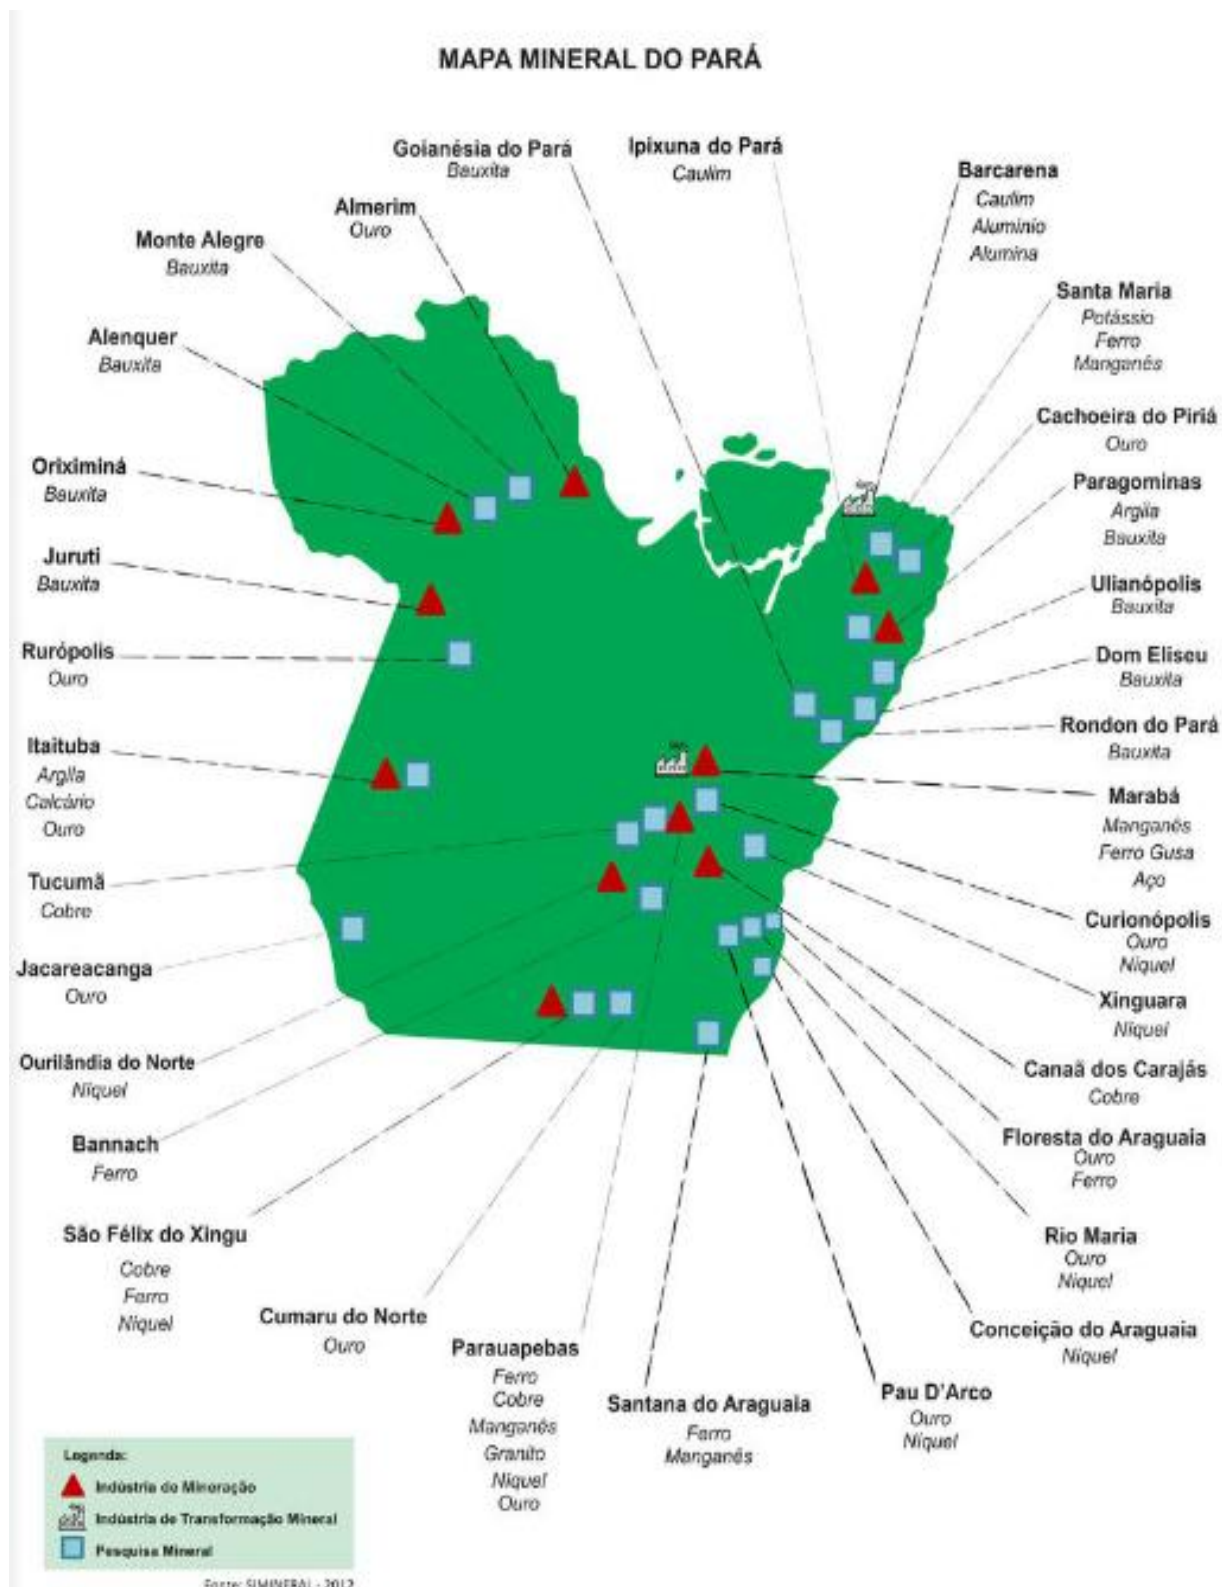 MAPA MINERAL DO PARÁ
Goianésia do Pará
Bauxita
Ipixuna do Pará
Caulim
Barcarena
Caulim
Alumínio
Alumina
Almerim
Ouro
Monte Alegre
Bauxita
Santa Maria
Potássio
Ferro
Manganês
Alenquer
Bauxita
Cachoeira do Piriá
Ouro
Oriximiná
Bauxita
Paragominas
Argila
Bauxita
Juruti
Bauxita
Ulianópolis
Bauxita
Rurópolis
Ouro
Dom Eliseu
Bauxita
Rondon do Pará
Bauxita
Itaituba
Argila
Calcário
Ouro
Marabá
Manganês
Ferro Gusa
Aço
Tucumã
Cobre
Curionópolis
Ouro
Níquel
Jacareacanga
Ouro
Xinguara
Níquel
Ourilândia do Norte
Níquel
Canaã dos Carajás
Cobre
Bannach
Ferro
Floresta do Araguaia
Ouro
Ferro
São Félix do Xingu
Cobre
Ferro
Níquel
Rio Maria
Ouro
Níquel
Cumaru do Norte
Ouro
Conceição do Araguaia
Níquel
Parauapebas
Ferro
Cobre
Manganês
Granito
Níquel
Ouro
Santana do Araguaia
Ferro
Manganês
Pau D'Arco
Ouro
Níquel
Legenda:
Indústria de Mineração
Indústria de Transformação Mineral
Pesquisa Mineral
Fonte: SIMINERAL - 2012